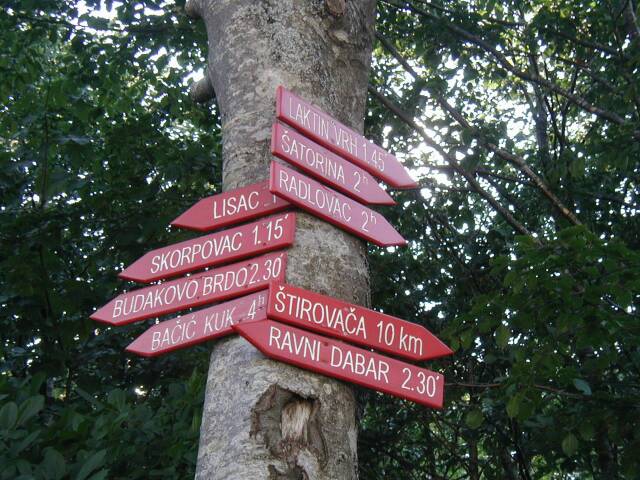 LAKTIN VRH 1.45´
ŠATORINA 2h
RADLOVAC 2h
LISAC
SKORPOVAC 1.15´
BUDAKOVO BRDO 2.30´
BAČIĆ KUK 4h
ŠTIROVAČA 10 km
RAVNI DABAR 2.30´